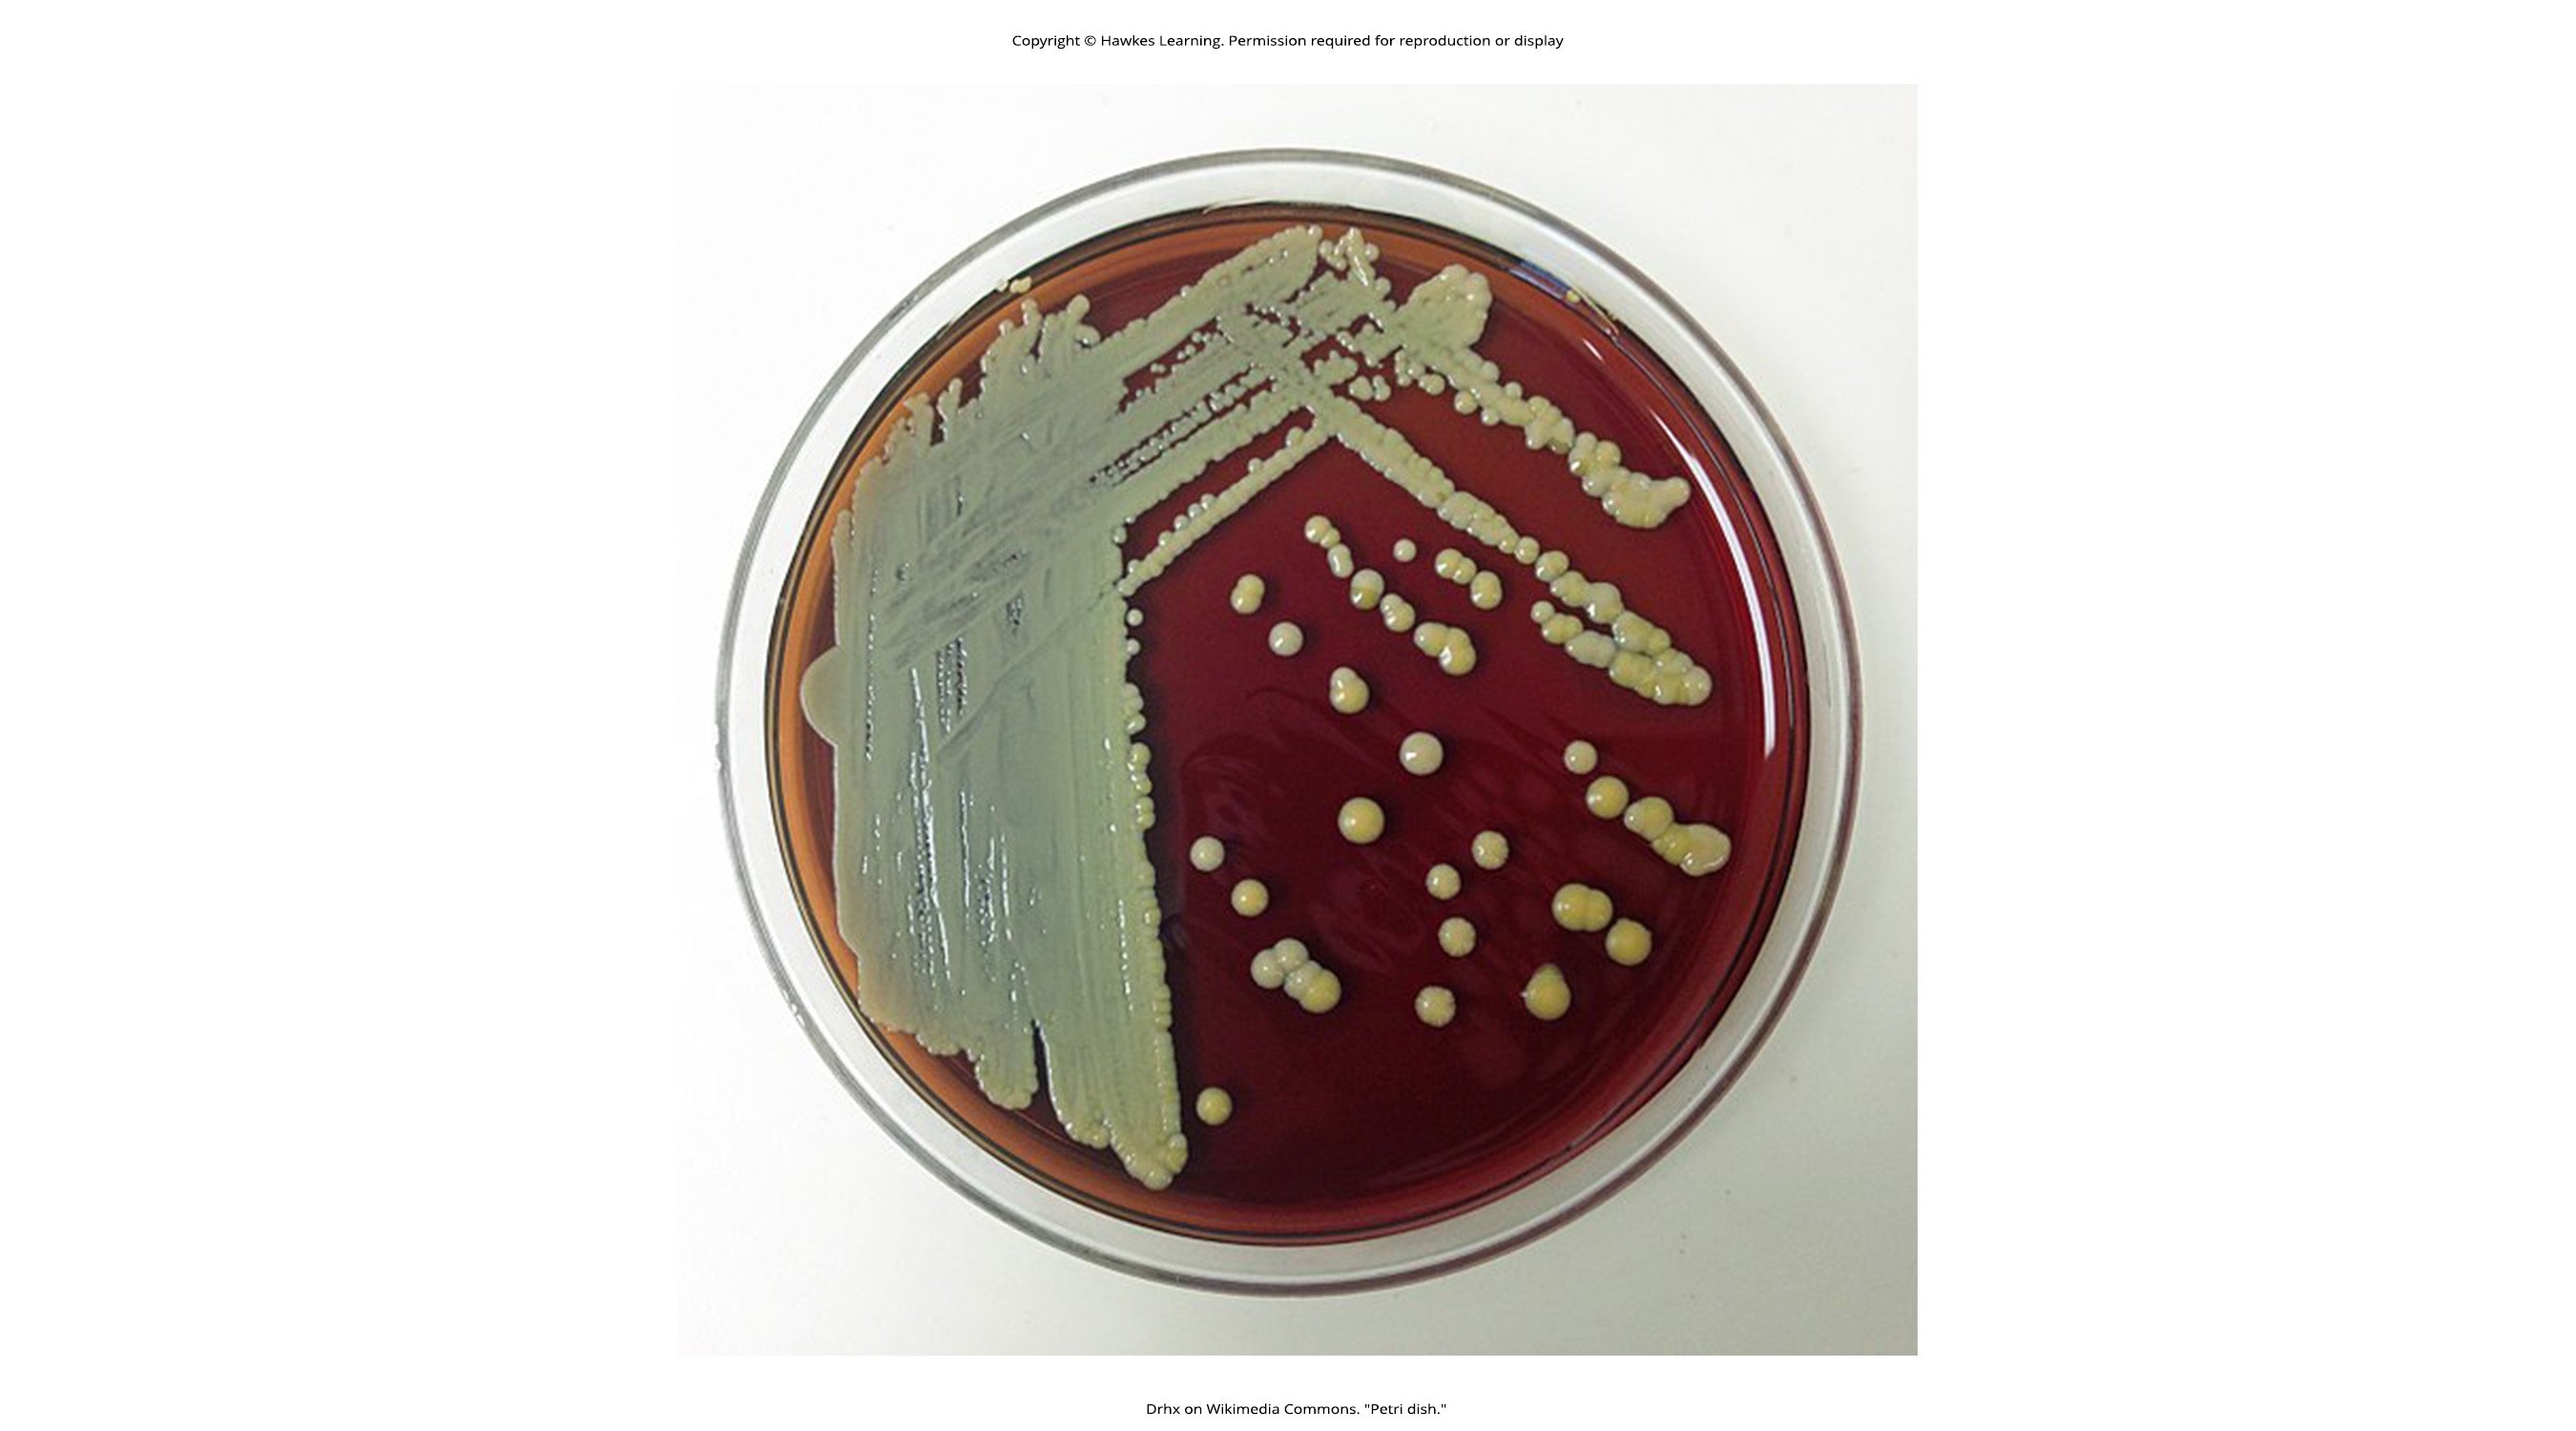 Copyright © Hawkes Learning. Permission required for reproduction or display
Drhx on Wikimedia Commons. "Petri dish."